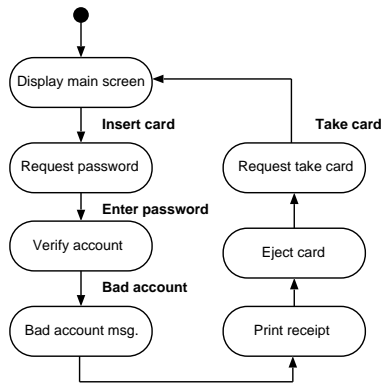 Display main screen
Insert card
Take card
Request password
Request take card
Enter password
Verify account
Eject card
Bad account
Bad account msg.
Print receipt